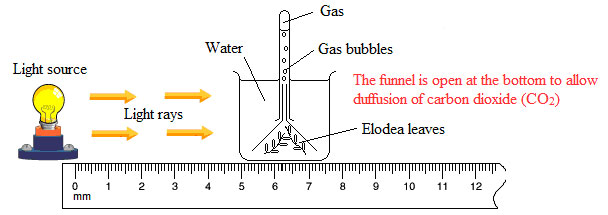 Gas
Water
Gas bubbles
Light source
The funnel is open at the bottom to allow
duffusion of carbon dioxide (CO₂)
Light rays
Elodea leaves
0 1 2 3 4 5 6 7 8 9 10 11 12
mm